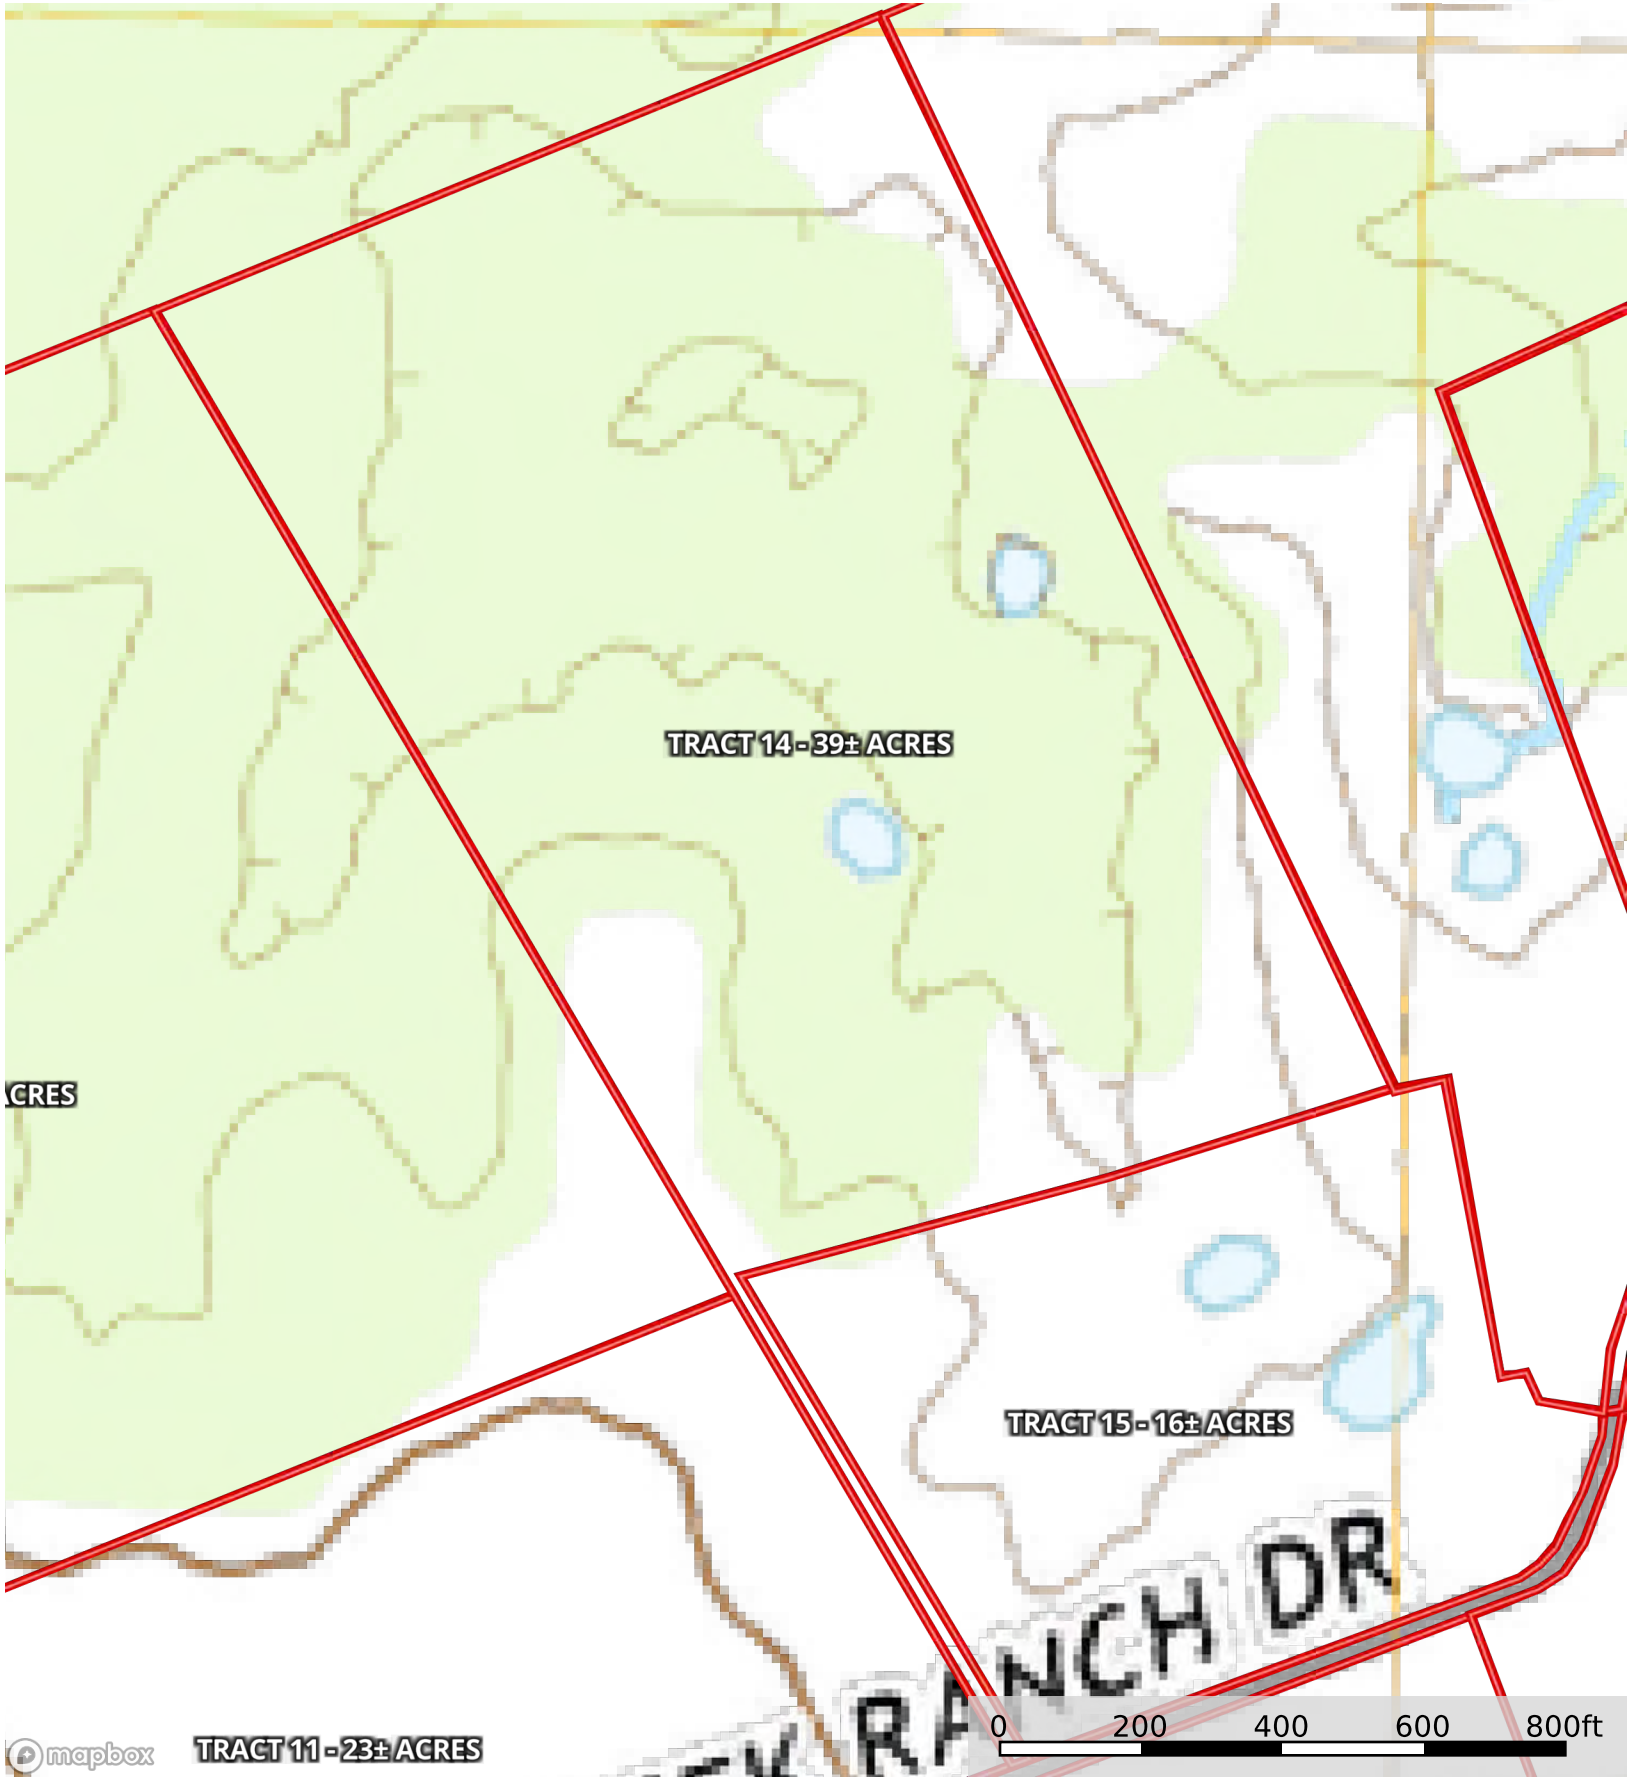 TRACT 14 - 39± ACRES
ACRES
TRACT 15 - 16± ACRES
RANCH DR
TRACT 11 - 23± ACRES
mapbox
0 200 400 600 800ft